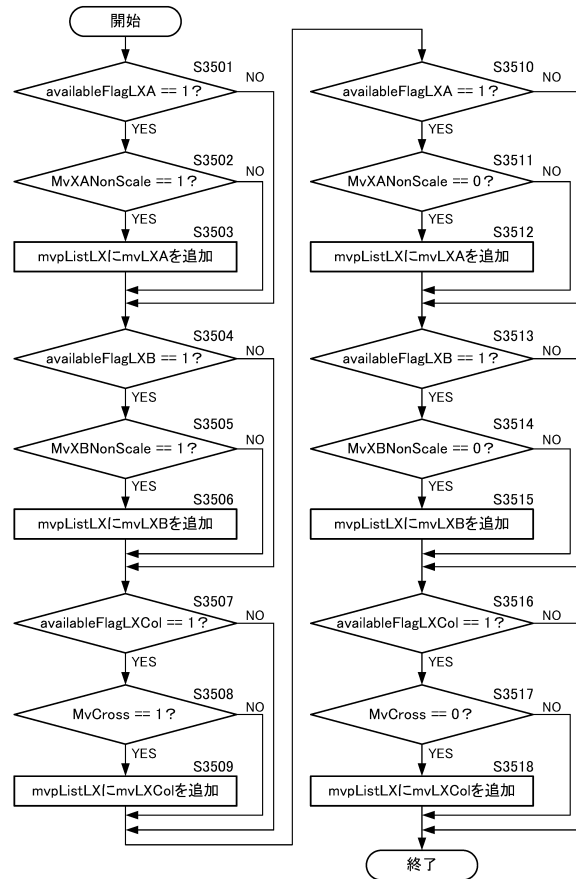 開始
S3501
availableFlagLXA == 1?
NO
YES
S3502
MvXANonScale == 1?
NO
YES
S3503
mvpListLXにmvLXAを追加
S3504
availableFlagLXB == 1?
NO
YES
S3505
MvXBNonScale == 1?
NO
YES
S3506
mvpListLXにmvLXBを追加
S3507
availableFlagLXCol == 1?
NO
YES
S3508
MvCross == 1?
NO
YES
S3509
mvpListLXにmvLXColを追加
S3510
availableFlagLXA == 1?
NO
YES
S3511
MvXANonScale == 0?
NO
YES
S3512
mvpListLXにmvLXAを追加
S3513
availableFlagLXB == 1?
NO
YES
S3514
MvXBNonScale == 0?
NO
YES
S3515
mvpListLXにmvLXBを追加
S3516
availableFlagLXCol == 1?
NO
YES
S3517
MvCross == 0?
NO
YES
S3518
mvpListLXにmvLXColを追加
終了